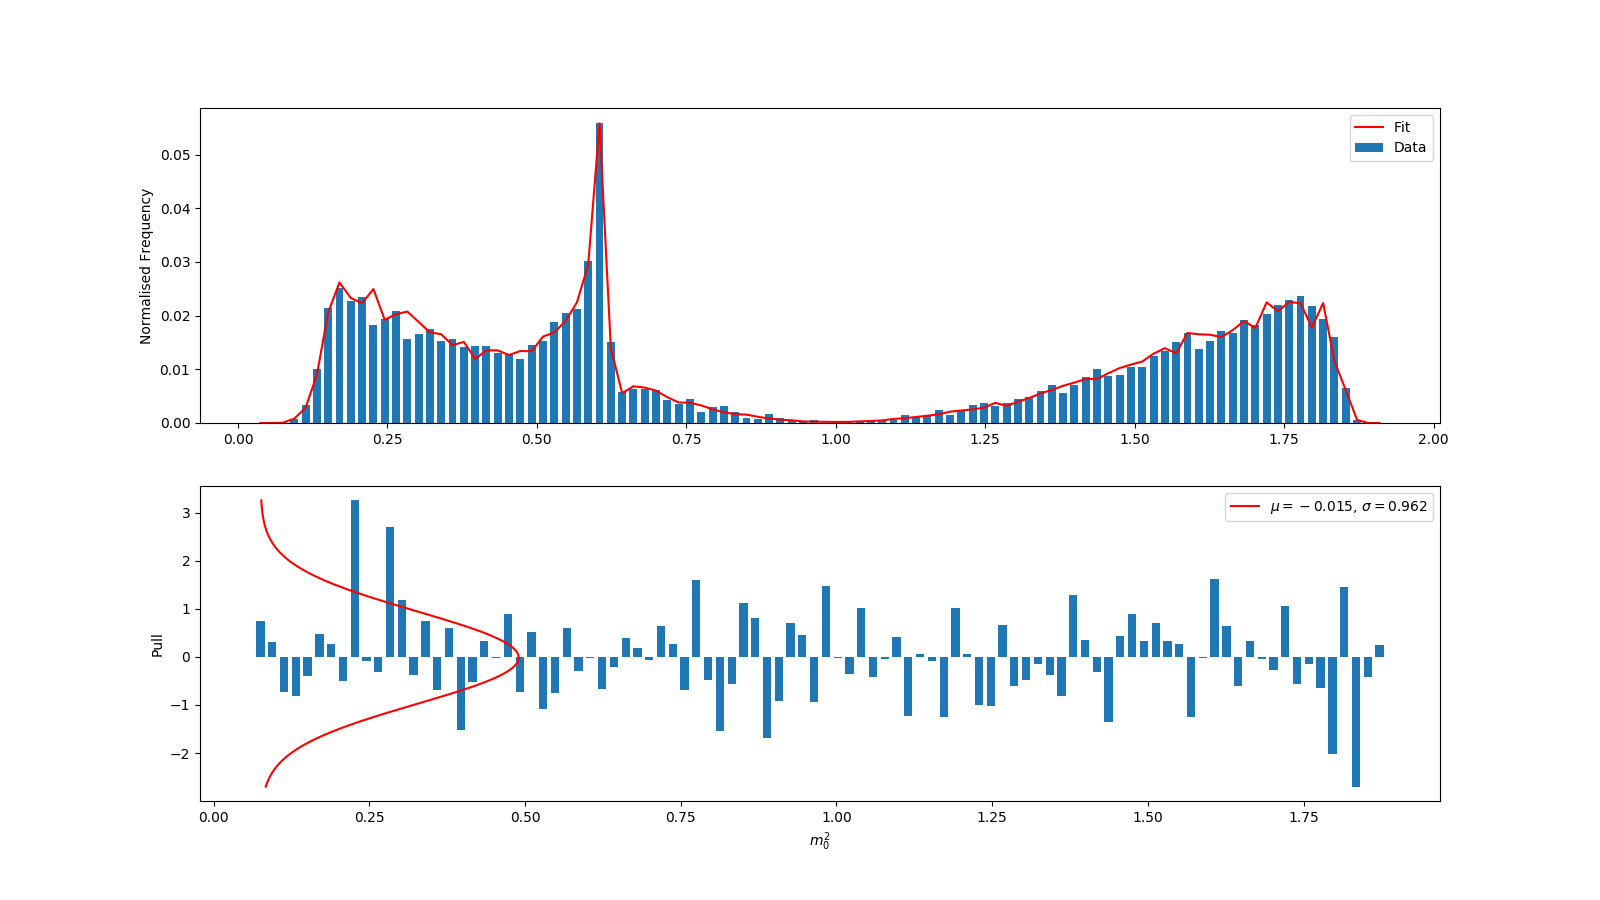 Normalised Frequency
0.05
0.04
0.03
0.02
0.01
0.00
0.00 0.25 0.50 0.75 1.00 1.25 1.50 1.75 2.00
Fit
Data
Pull
3
2
1
0
−1
−2
0.00 0.25 0.50 0.75 1.00 1.25 1.50 1.75
μ = −0.015, σ = 0.962
m₀²